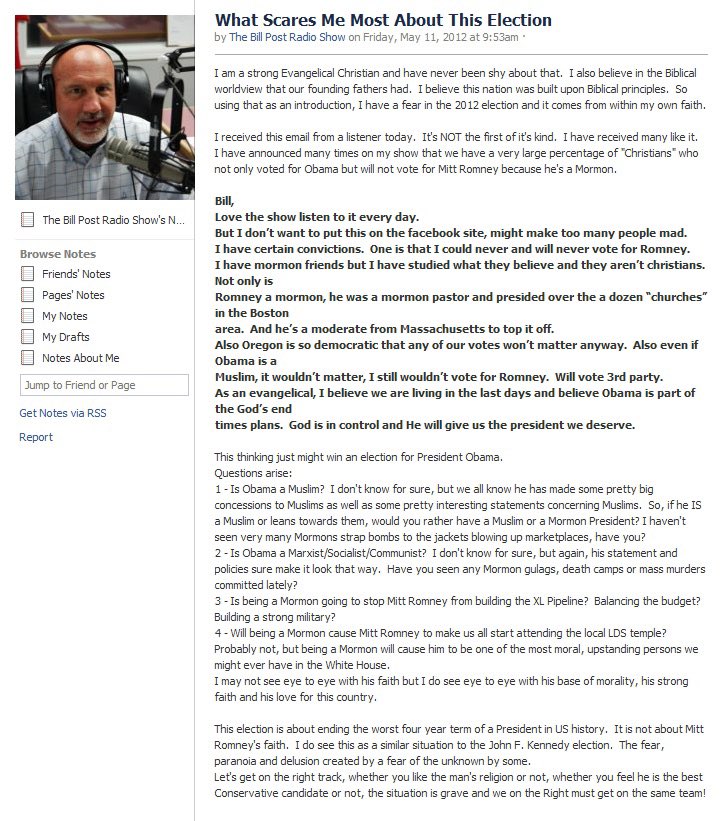 What Scares Me Most About This Election
by The Bill Post Radio Show on Friday, May 11, 2012 at 9:53am ·
I am a strong Evangelical Christian and have never been shy about that.  I also believe in the Biblical
worldview that our founding fathers had.  I believe this nation was built upon Biblical principles.  So
using that as an introduction, I have a fear in the 2012 election and it comes from within my own faith.
I received this email from a listener today.  It's NOT the first of it's kind.  I have received many like it.
I have announced many times on my show that we have a very large percentage of "Christians" who
not only voted for Obama but will not vote for Mitt Romney because he's a Mormon.
Bill,
Love the show listen to it every day.
But I don’t want to put this on the facebook site, might make too many people mad.
I have certain convictions.  One is that I could never and will never vote for Romney.
I have mormon friends but I have studied what they believe and they aren’t christians.
Not only is
Romney a mormon, he was a mormon pastor and presided over the a dozen “churches”
in the Boston
area.  And he’s a moderate from Massachusetts to top it off.
Also Oregon is so democratic that any of our votes won’t matter anyway.  Also even if
Obama is a
Muslim, it wouldn’t matter, I still wouldn’t vote for Romney.  Will vote 3rd party.
As an evangelical, I believe we are living in the last days and believe Obama is part of
the God’s end
times plans.  God is in control and He will give us the president we deserve.
This thinking just might win an election for President Obama.
Questions arise:
1 - Is Obama a Muslim?  I don't know for sure, but we all know he has made some pretty big
concessions to Muslims as well as some pretty interesting statements concerning Muslims.  So, if he IS
a Muslim or leans towards them, would you rather have a Muslim or a Mormon President? I haven't
seen very many Mormons strap bombs to the jackets blowing up marketplaces, have you?
2 - Is Obama a Marxist/Socialist/Communist?  I don't know for sure, but again, his statement and
policies sure make it look that way.  Have you seen any Mormon gulags, death camps or mass murders
committed lately?
3 - Is being a Mormon going to stop Mitt Romney from building the XL Pipeline?  Balancing the budget?
Building a strong military?
4 - Will being a Mormon cause Mitt Romney to make us all start attending the local LDS temple?
Probably not, but being a Mormon will cause him to be one of the most moral, upstanding persons we
might ever have in the White House.
I may not see eye to eye with his faith but I do see eye to eye with his base of morality, his strong
faith and his love for this country.
This election is about ending the worst four year term of a President in US history.  It is not about Mitt
Romney's faith.  I do see this as a similar situation to the John F. Kennedy election.  The fear,
paranoia and delusion created by a fear of the unknown by some.
Let's get on the right track, whether you like the man's religion or not, whether you feel he is the best
Conservative candidate or not, the situation is grave and we on the Right must get on the same team!
The Bill Post Radio Show's N...
Browse Notes
Friends' Notes
Pages' Notes
My Notes
My Drafts
Notes About Me
Jump to Friend or Page
Get Notes via RSS
Report